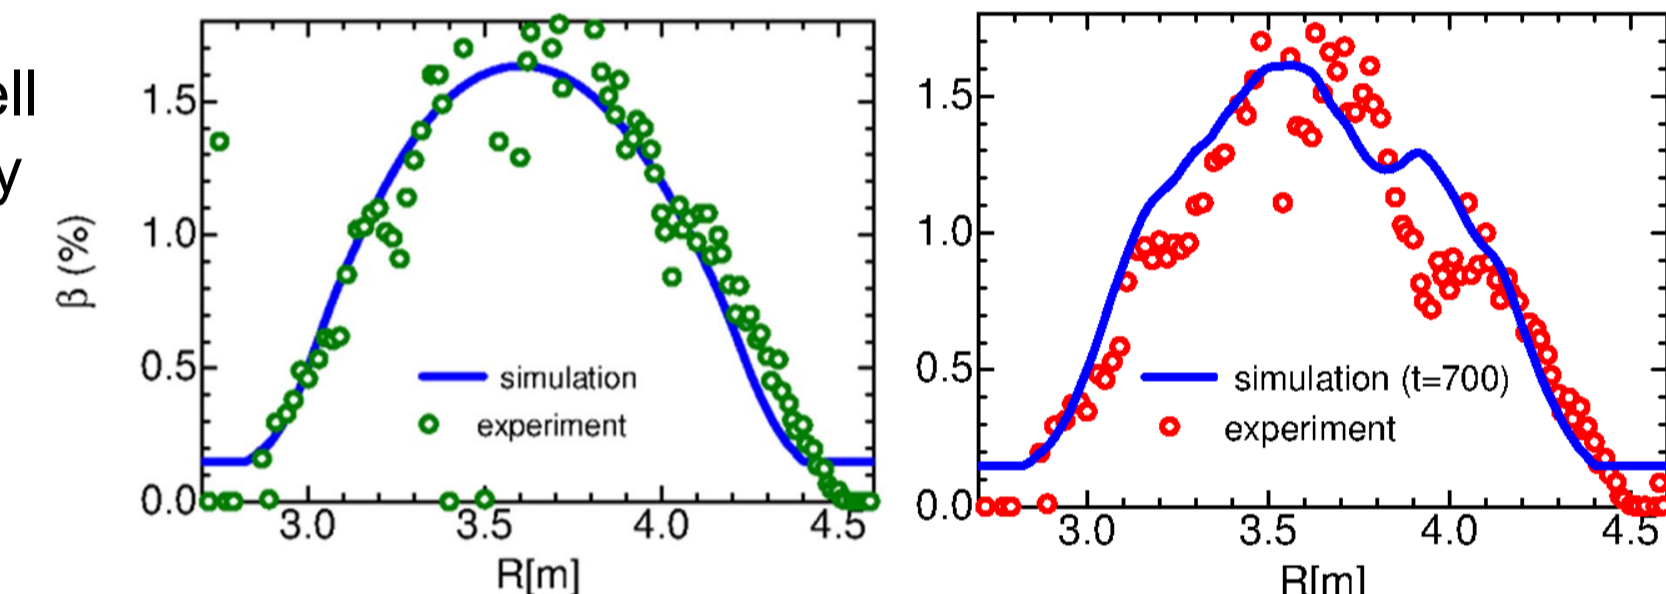 ell
y
β (%)
1.5
1.0
0.5
0.0
simulation
experiment
3.0 3.5 4.0 4.5
R[m]
1.5
1.0
0.5
0.0
simulation (t=700)
experiment
3.0 3.5 4.0 4.5
R[m]